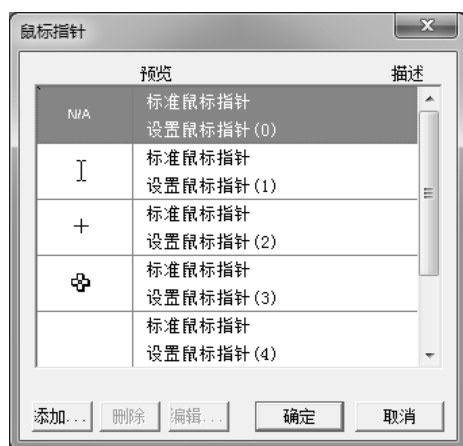 鼠标指针
预览 描述
N/A 标准鼠标指针
设置鼠标指针(0)
标准鼠标指针
设置鼠标指针(1)
标准鼠标指针
设置鼠标指针(2)
标准鼠标指针
设置鼠标指针(3)
标准鼠标指针
设置鼠标指针(4)
添加... 删除 编辑... 确定 取消